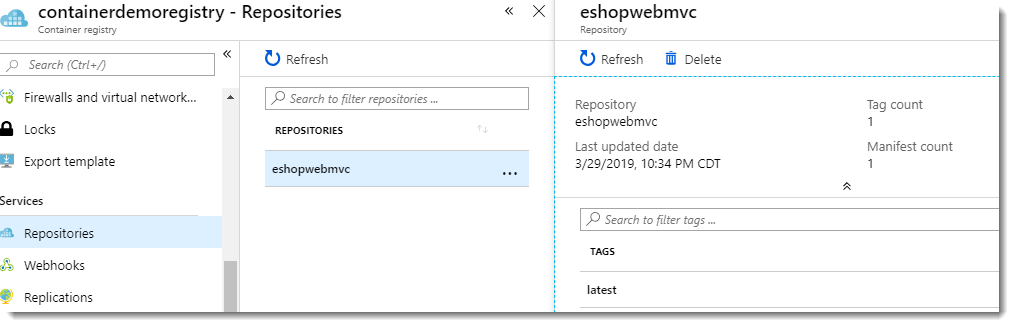 containerdemoregistry - Repositories
Container registry
Search (Ctrl+/)
Firewalls and virtual network...
Locks
Export template
Services
Repositories
Webhooks
Replications
Refresh
Search to filter repositories ...
REPOSITORIES
eshopwebmvc
...
eshopwebmvc
Repository
Refresh
Delete
Repository
eshopwebmvc
Tag count
1
Last updated date
3/29/2019, 10:34 PM CDT
Manifest count
1
Search to filter tags ...
TAGS
latest